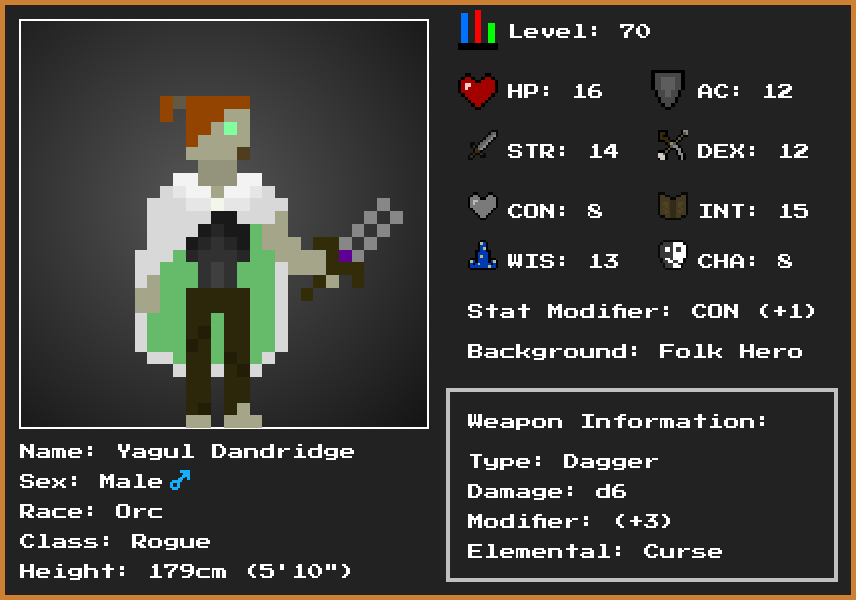 Level: 70
HP: 16
AC: 12
STR: 14
DEX: 12
CON: 8
INT: 15
WIS: 13
CHA: 8
Stat Modifier: CON (+1)
Background: Folk Hero
Weapon Information:
Type: Dagger
Damage: d6
Modifier: (+3)
Elemental: Curse
Name: Yagul Dandridge
Sex: Male♂
Race: Orc
Class: Rogue
Height: 179cm (5'10")